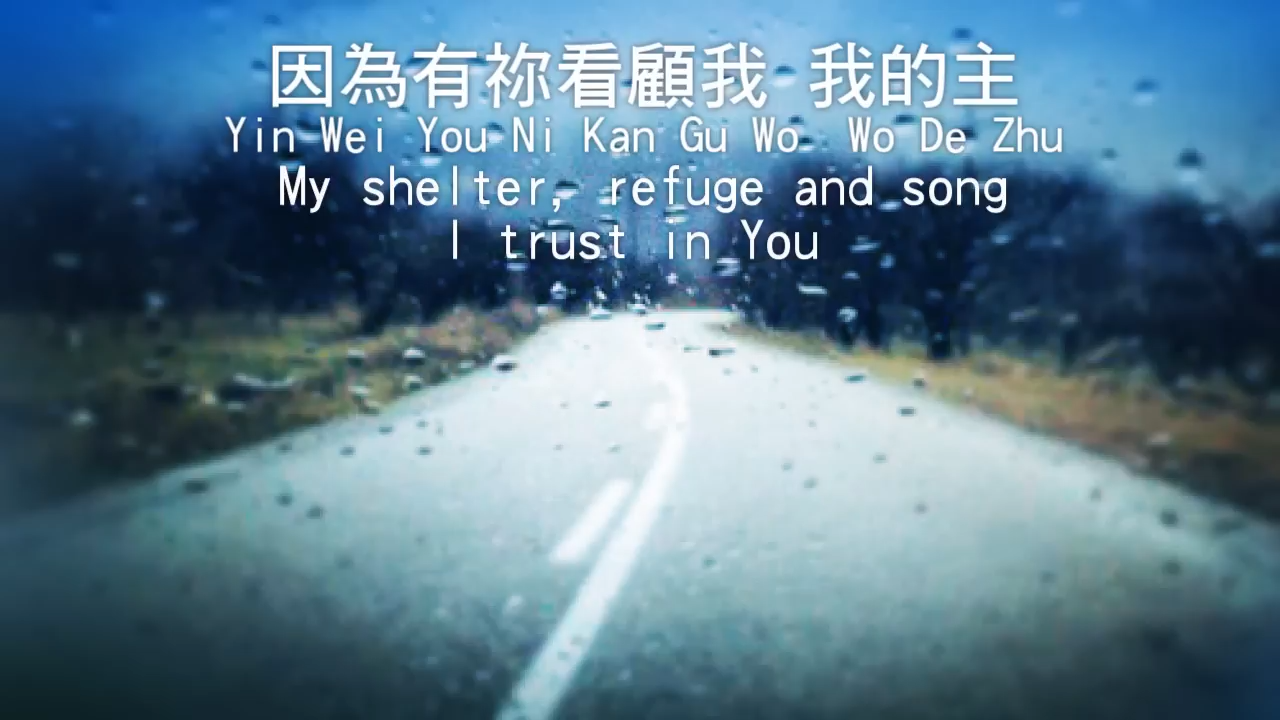 因為有祢看顧我 我的主
Yin Wei You Ni Kan Gu Wo  Wo De Zhu
My shelter, refuge and song
I trust in You